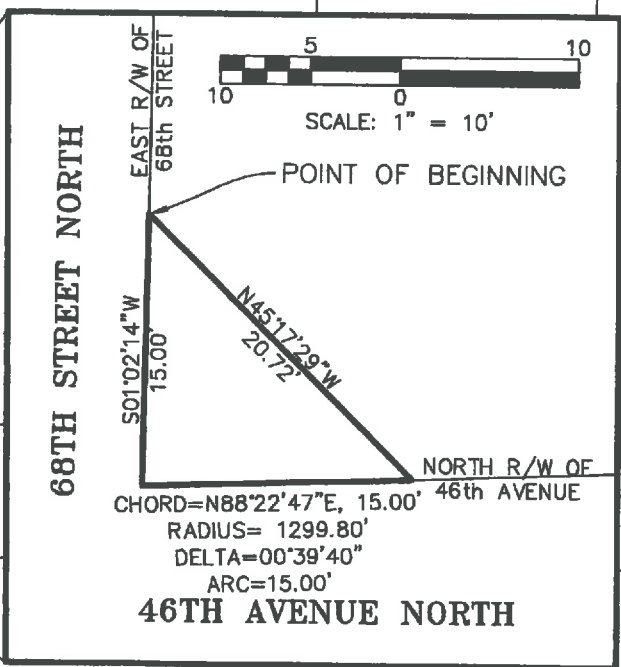 EAST R/W OF
68th STREET
5
10
10
0
SCALE: 1" = 10'
POINT OF BEGINNING
68TH STREET NORTH
S01°02'14"W
15.00'
N45°17'29"W
20.72'
NORTH R/W OF
46th AVENUE
CHORD=N88°22'47"E, 15.00'
RADIUS= 1299.80'
DELTA=00°39'40"
ARC=15.00'
46TH AVENUE NORTH